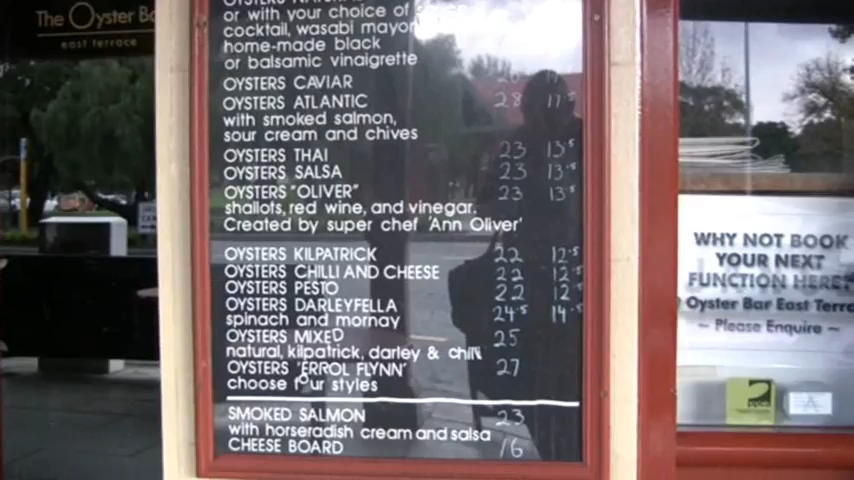 The Oyster Ba
east terrace
or with your choice of
cocktail, wasabi mayon
home-made black
or balsamic vinaigrette
OYSTERS CAVIAR
OYSTERS ATLANTIC 28 17.5
with smoked salmon,
sour cream and chives
OYSTERS THAI 23 13.5
OYSTERS SALSA 23 13.5
OYSTERS "OLIVER" 23 13.5
shallots, red wine, and vinegar.
Created by super chef 'Ann Oliver'
OYSTERS KILPATRICK 22 12.5
OYSTERS CHILLI AND CHEESE 22 12.5
OYSTERS PESTO 22 12.5
OYSTERS DARLEYFELLA 24.5 14.5
spinach and mornay
OYSTERS MIXED 25
natural, kilpatrick, darley & chilli
OYSTERS 'ERROL FLYNN' 27
choose four styles
SMOKED SALMON 23
with horseradish cream and salsa
CHEESE BOARD 16
WHY NOT BOOK
YOUR NEXT
FUNCTION HERE?
Oyster Bar East Terra
~ Please Enquire ~